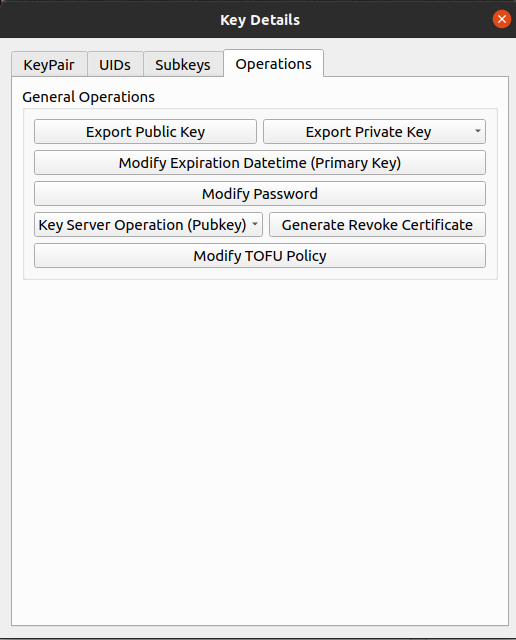 Key Details
KeyPair UIDs Subkeys Operations
General Operations
Export Public Key Export Private Key
Modify Expiration Datetime (Primary Key)
Modify Password
Key Server Operation (Pubkey) Generate Revoke Certificate
Modify TOFU Policy